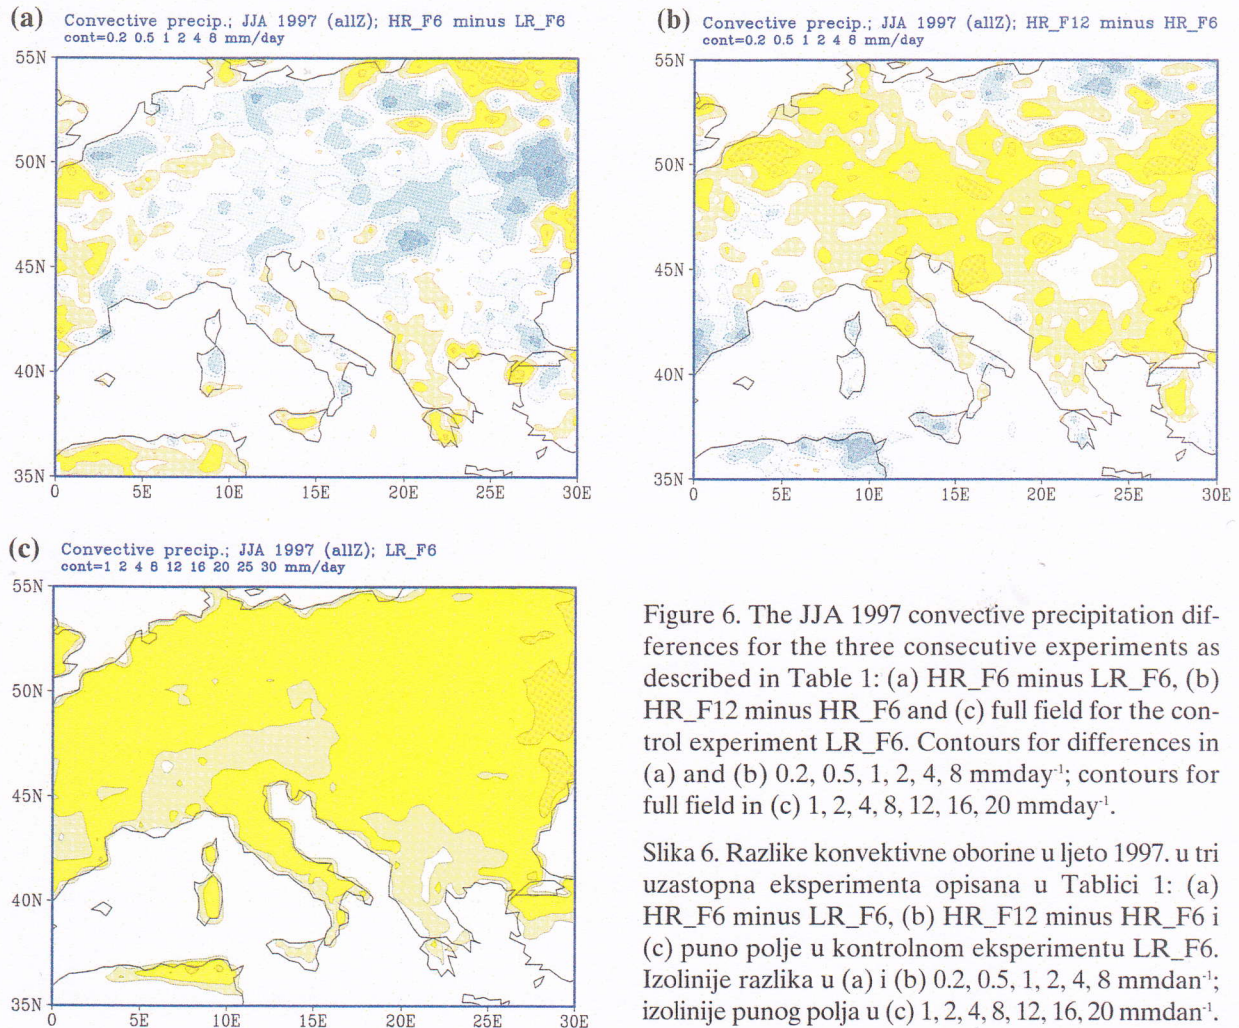 (a) Convective precip.; JJA 1997 (allZ); HR_F6 minus LR_F6
cont=0.2 0.5 1 2 4 8 mm/day
55N
50N
45N
40N
35N
0 5E 10E 15E 20E 25E 30E
(b) Convective precip.; JJA 1997 (allZ); HR_F12 minus HR_F6
cont=0.2 0.5 1 2 4 8 mm/day
55N
50N
45N
40N
35N
0 5E 10E 15E 20E 25E 30E
(c) Convective precip.; JJA 1997 (allZ); LR_F6
cont=1 2 4 8 12 16 20 25 30 mm/day
55N
50N
45N
40N
35N
0 5E 10E 15E 20E 25E 30E
Figure 6. The JJA 1997 convective precipitation dif-
ferences for the three consecutive experiments as
described in Table 1: (a) HR_F6 minus LR_F6, (b)
HR_F12 minus HR_F6 and (c) full field for the con-
trol experiment LR_F6. Contours for differences in
(a) and (b) 0.2, 0.5, 1, 2, 4, 8 mmday⁻¹; contours for
full field in (c) 1, 2, 4, 8, 12, 16, 20 mmday⁻¹.
Slika 6. Razlike konvektivne oborine u ljeto 1997. u tri
uzastopna eksperimenta opisana u Tablici 1: (a)
HR_F6 minus LR_F6, (b) HR_F12 minus HR_F6 i
(c) puno polje u kontrolnom eksperimentu LR_F6.
Izolinije razlika u (a) i (b) 0.2, 0.5, 1, 2, 4, 8 mmdan⁻¹;
izolinije punog polja u (c) 1, 2, 4, 8, 12, 16, 20 mmdan⁻¹.